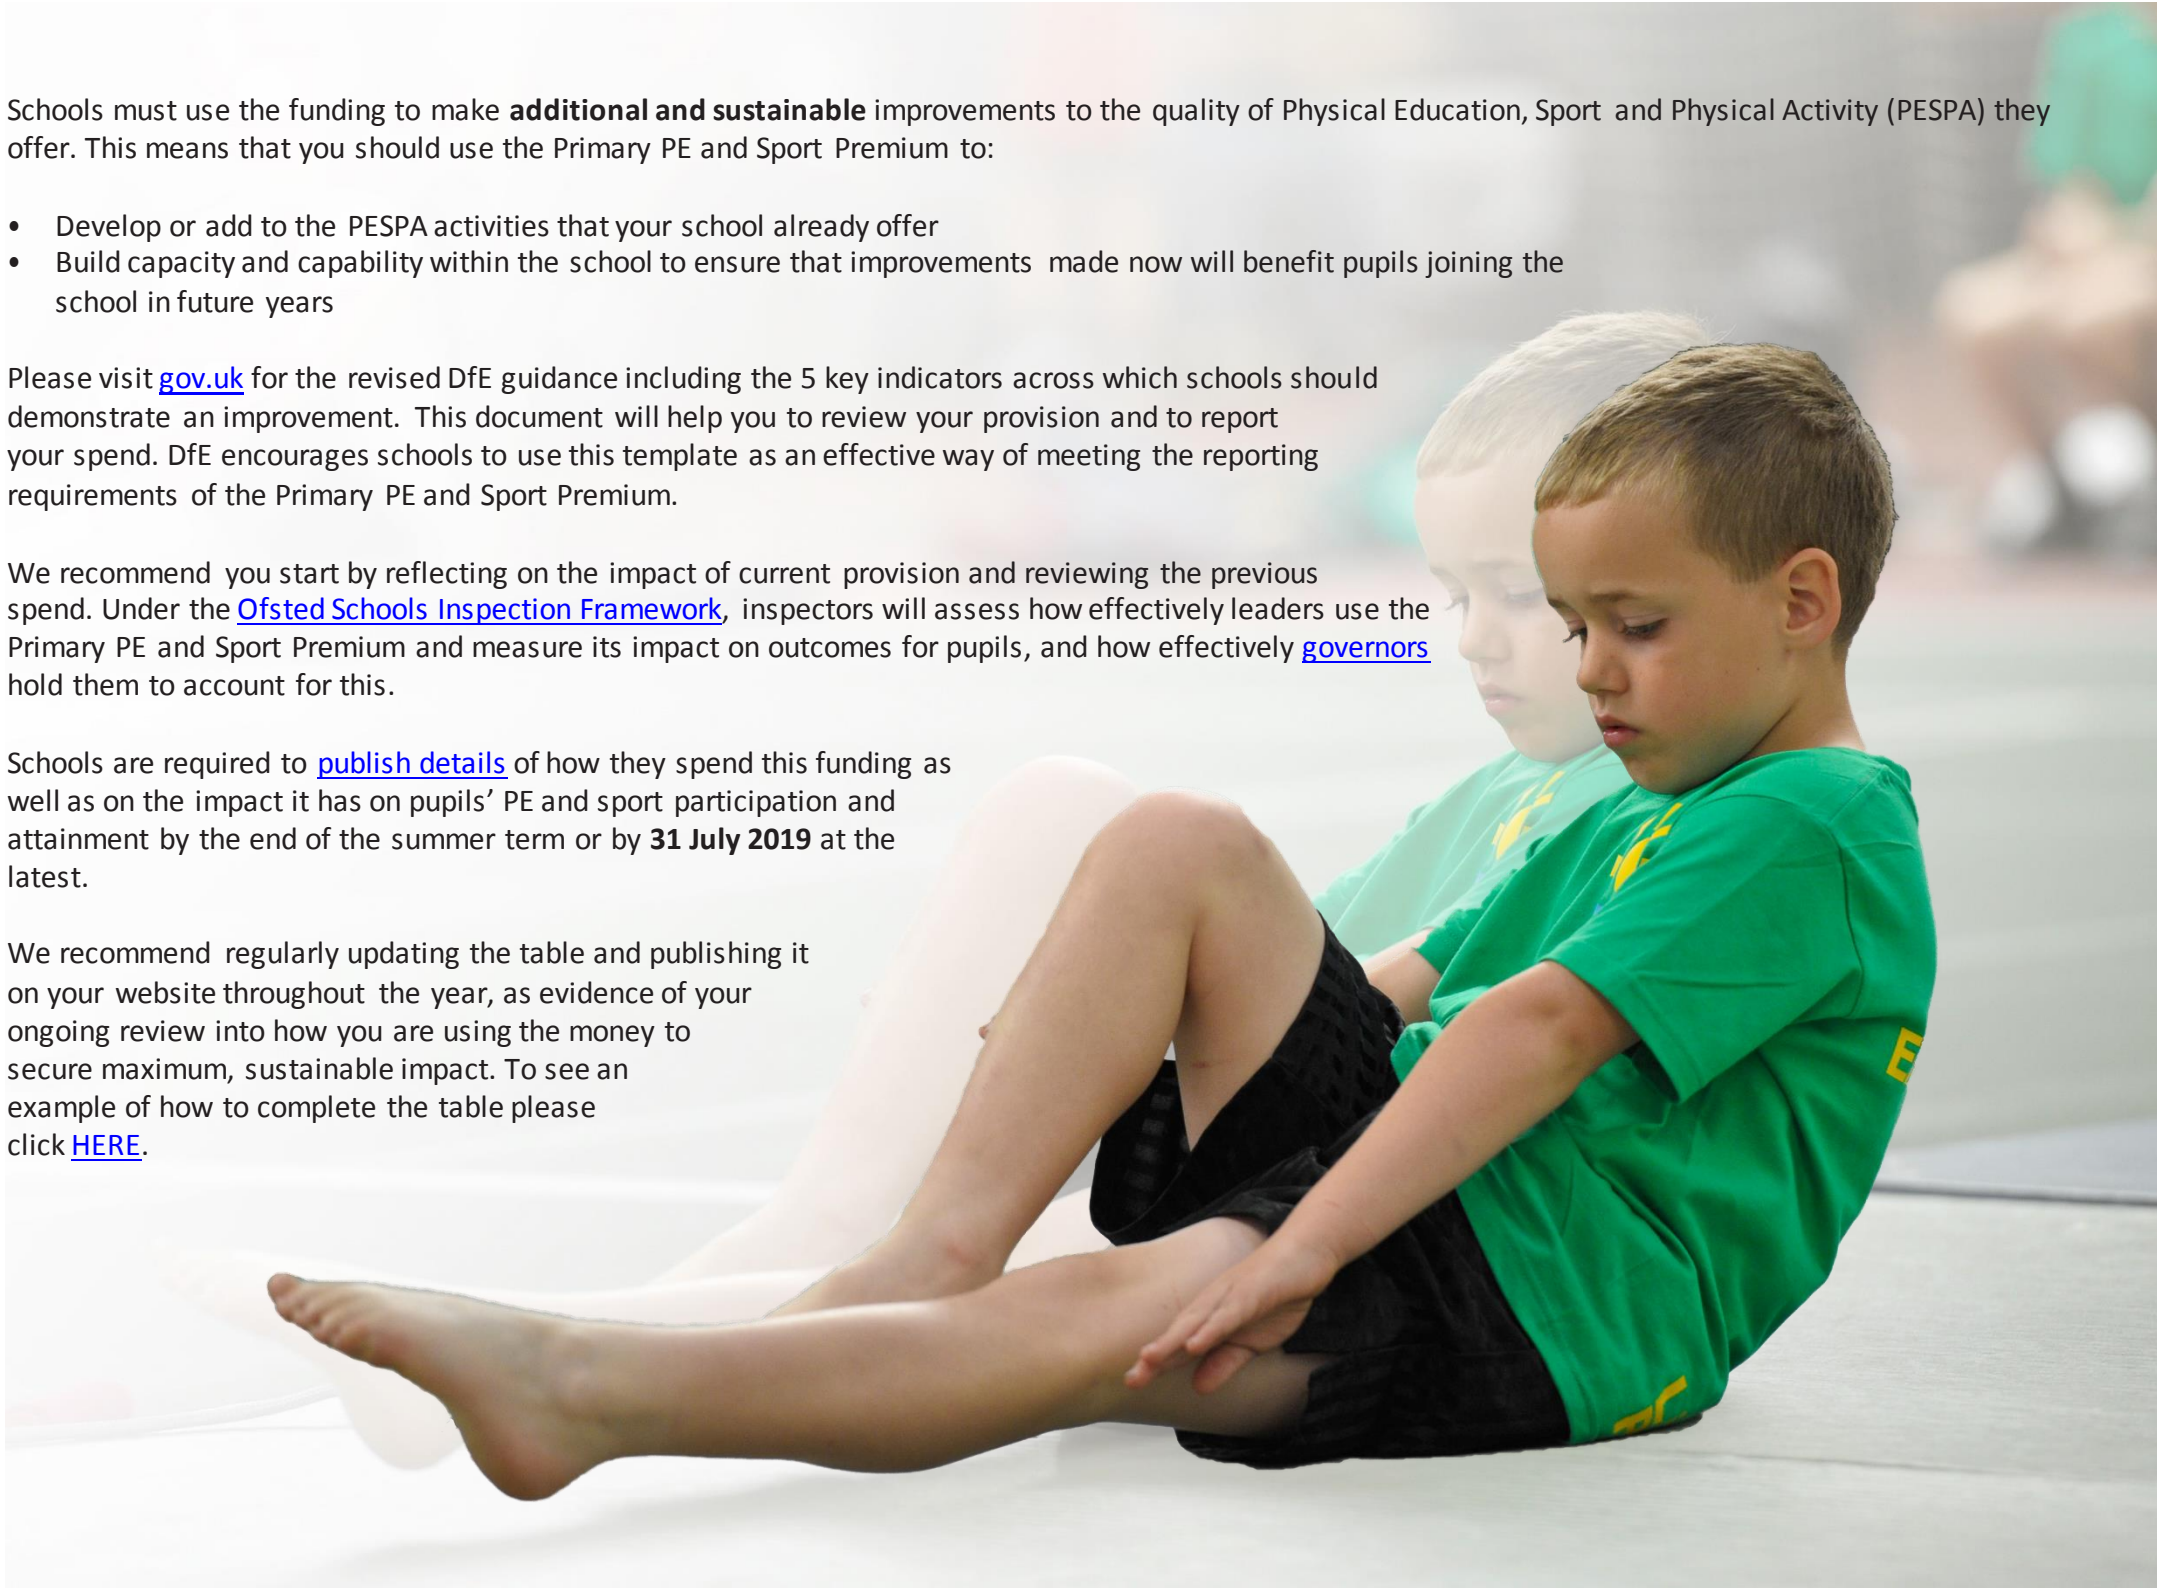 Schools must use the funding to make additional and sustainable improvements to the quality of Physical Education, Sport and Physical Activity (PESPA) they
offer. This means that you should use the Primary PE and Sport Premium to:
• Develop or add to the PESPA activities that your school already offer
• Build capacity and capability within the school to ensure that improvements made now will benefit pupils joining the
school in future years
Please visit gov.uk for the revised DfE guidance including the 5 key indicators across which schools should
demonstrate an improvement. This document will help you to review your provision and to report
your spend. DfE encourages schools to use this template as an effective way of meeting the reporting
requirements of the Primary PE and Sport Premium.
We recommend you start by reflecting on the impact of current provision and reviewing the previous
spend. Under the Ofsted Schools Inspection Framework, inspectors will assess how effectively leaders use the
Primary PE and Sport Premium and measure its impact on outcomes for pupils, and how effectively governors
hold them to account for this.
Schools are required to publish details of how they spend this funding as
well as on the impact it has on pupils’ PE and sport participation and
attainment by the end of the summer term or by 31 July 2019 at the
latest.
We recommend regularly updating the table and publishing it
on your website throughout the year, as evidence of your
ongoing review into how you are using the money to
secure maximum, sustainable impact. To see an
example of how to complete the table please
click HERE.
E